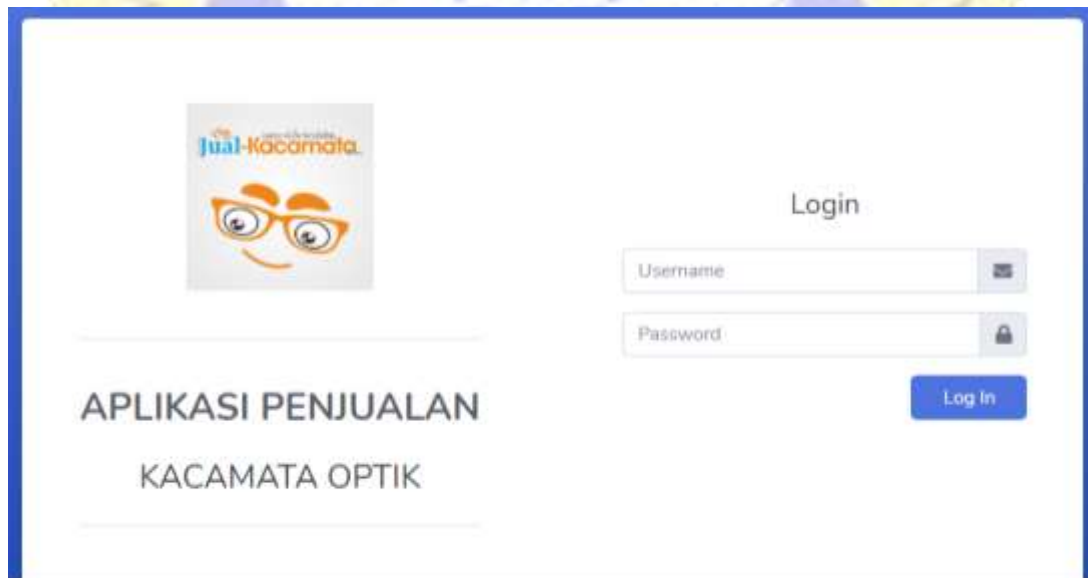 Jual-Kacamata
APLIKASI PENJUALAN
KACAMATA OPTIK
Login
Username
Password
Log In